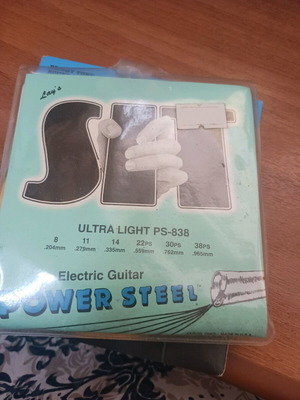 SIT
ULTRA LIGHT PS-838
8 11 14 22PS 30PS 38PS
.204mm .279mm .335mm .559mm .762mm .965mm
Electric Guitar
POWER STEEL™